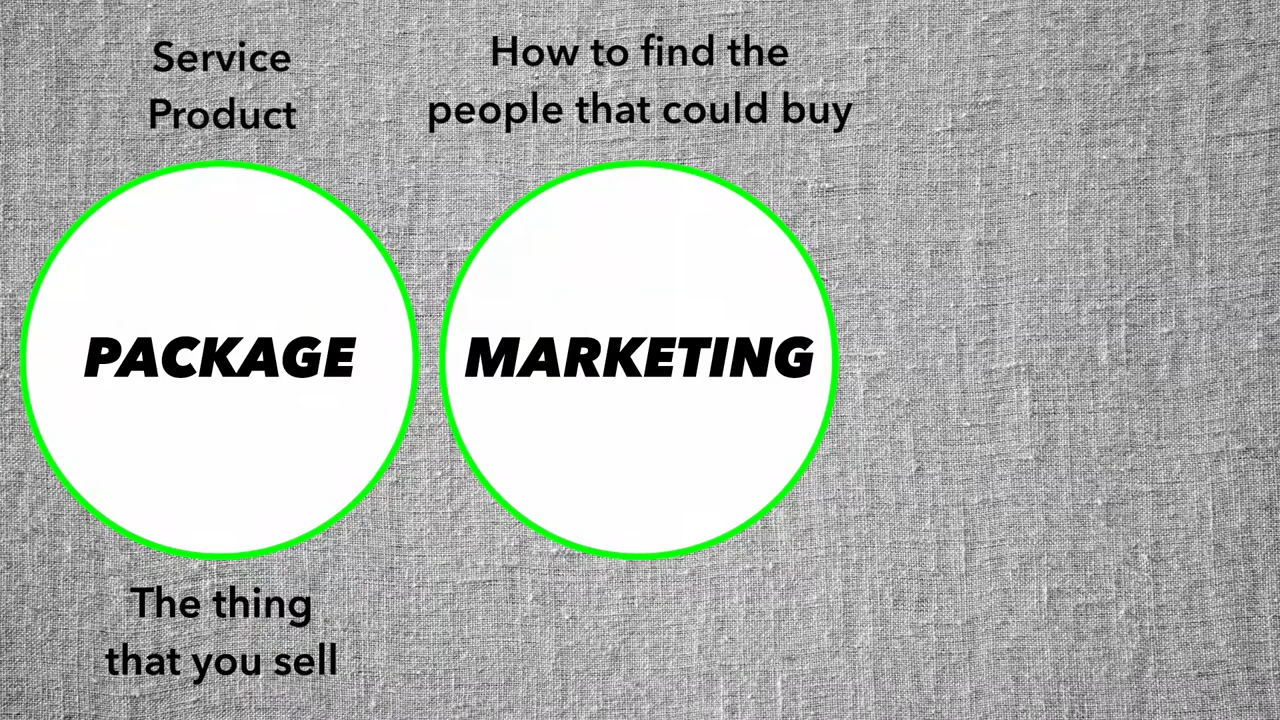 Service
Product
PACKAGE
The thing
that you sell
How to find the
people that could buy
MARKETING